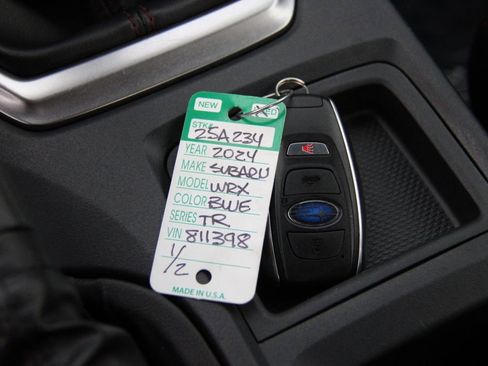 NEW USED
STK# 25A234
YEAR 2024
MAKE SUBARU
MODEL WRX
COLOR BLUE
SERIES TR
VIN 811398
1/2
MADE IN U.S.A.